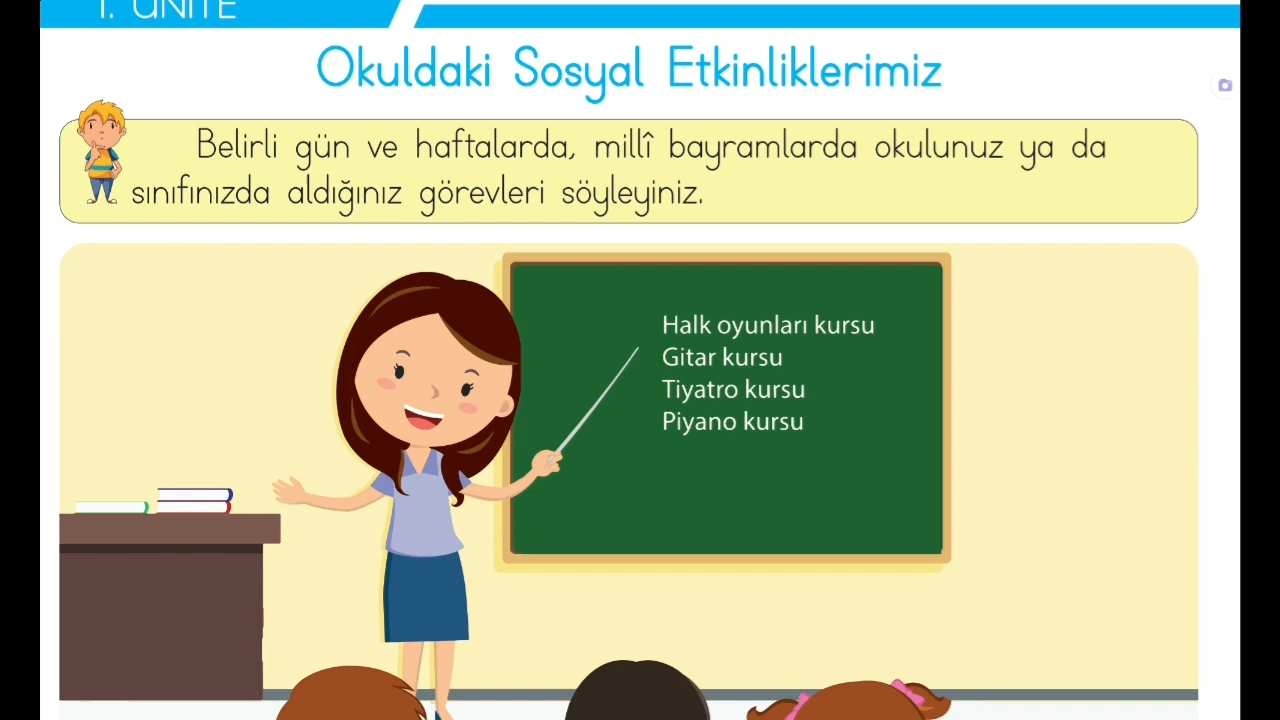 1. ÜNİTE
Okuldaki Sosyal Etkinliklerimiz
Belirli gün ve haftalarda, millî bayramlarda okulunuz ya da
sınıfınızda aldığınız görevleri söyleyiniz.
Halk oyunları kursu
Gitar kursu
Tiyatro kursu
Piyano kursu